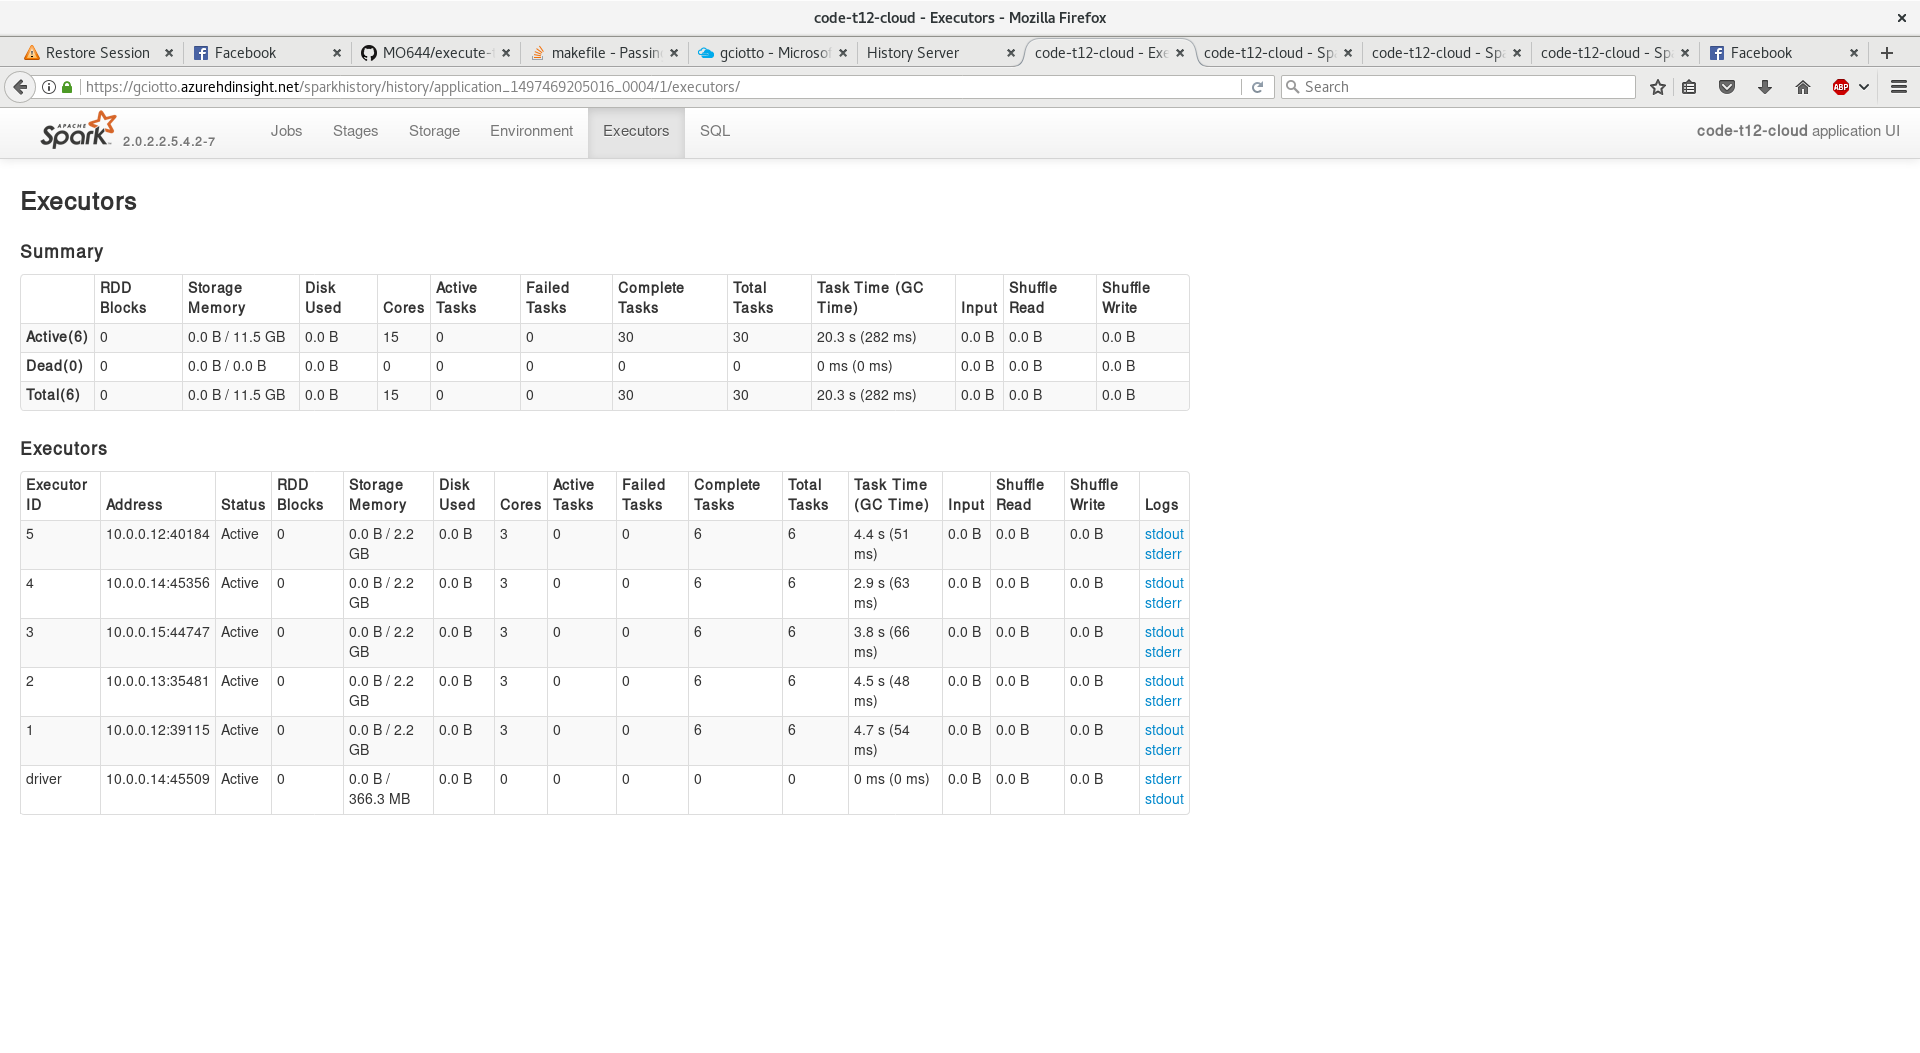 code-t12-cloud - Executors - Mozilla Firefox
Restore Session Facebook MO644/execute- makefile - Passin gciotto - Microsof History Server code-t12-cloud - Exe code-t12-cloud - Sp code-t12-cloud - Spa code-t12-cloud - Sp Facebook
https://gciotto.azurehdinsight.net/sparkhistory/history/application_1497469205016_0004/1/executors/ Search ABP
APACHE Spark 2.0.2.2.5.4.2-7 Jobs Stages Storage Environment Executors SQL code-t12-cloud application UI
Executors
Summary
RDD Blocks Storage Memory Disk Used Cores Active Tasks Failed Tasks Complete Tasks Total Tasks Task Time (GC Time) Input Shuffle Read Shuffle Write
Active(6) 0 0.0 B / 11.5 GB 0.0 B 15 0 0 30 30 20.3 s (282 ms) 0.0 B 0.0 B 0.0 B
Dead(0) 0 0.0 B / 0.0 B 0.0 B 0 0 0 0 0 0 ms (0 ms) 0.0 B 0.0 B 0.0 B
Total(6) 0 0.0 B / 11.5 GB 0.0 B 15 0 0 30 30 20.3 s (282 ms) 0.0 B 0.0 B 0.0 B
Executors
Executor ID Address Status RDD Blocks Storage Memory Disk Used Cores Active Tasks Failed Tasks Complete Tasks Total Tasks Task Time (GC Time) Input Shuffle Read Shuffle Write Logs
5 10.0.0.12:40184 Active 0 0.0 B / 2.2 GB 0.0 B 3 0 0 6 6 4.4 s (51 ms) 0.0 B 0.0 B 0.0 B stdout stderr
4 10.0.0.14:45356 Active 0 0.0 B / 2.2 GB 0.0 B 3 0 0 6 6 2.9 s (63 ms) 0.0 B 0.0 B 0.0 B stdout stderr
3 10.0.0.15:44747 Active 0 0.0 B / 2.2 GB 0.0 B 3 0 0 6 6 3.8 s (66 ms) 0.0 B 0.0 B 0.0 B stdout stderr
2 10.0.0.13:35481 Active 0 0.0 B / 2.2 GB 0.0 B 3 0 0 6 6 4.5 s (48 ms) 0.0 B 0.0 B 0.0 B stdout stderr
1 10.0.0.12:39115 Active 0 0.0 B / 2.2 GB 0.0 B 3 0 0 6 6 4.7 s (54 ms) 0.0 B 0.0 B 0.0 B stdout stderr
driver 10.0.0.14:45509 Active 0 0.0 B / 366.3 MB 0.0 B 0 0 0 0 0 0 ms (0 ms) 0.0 B 0.0 B 0.0 B stderr stdout